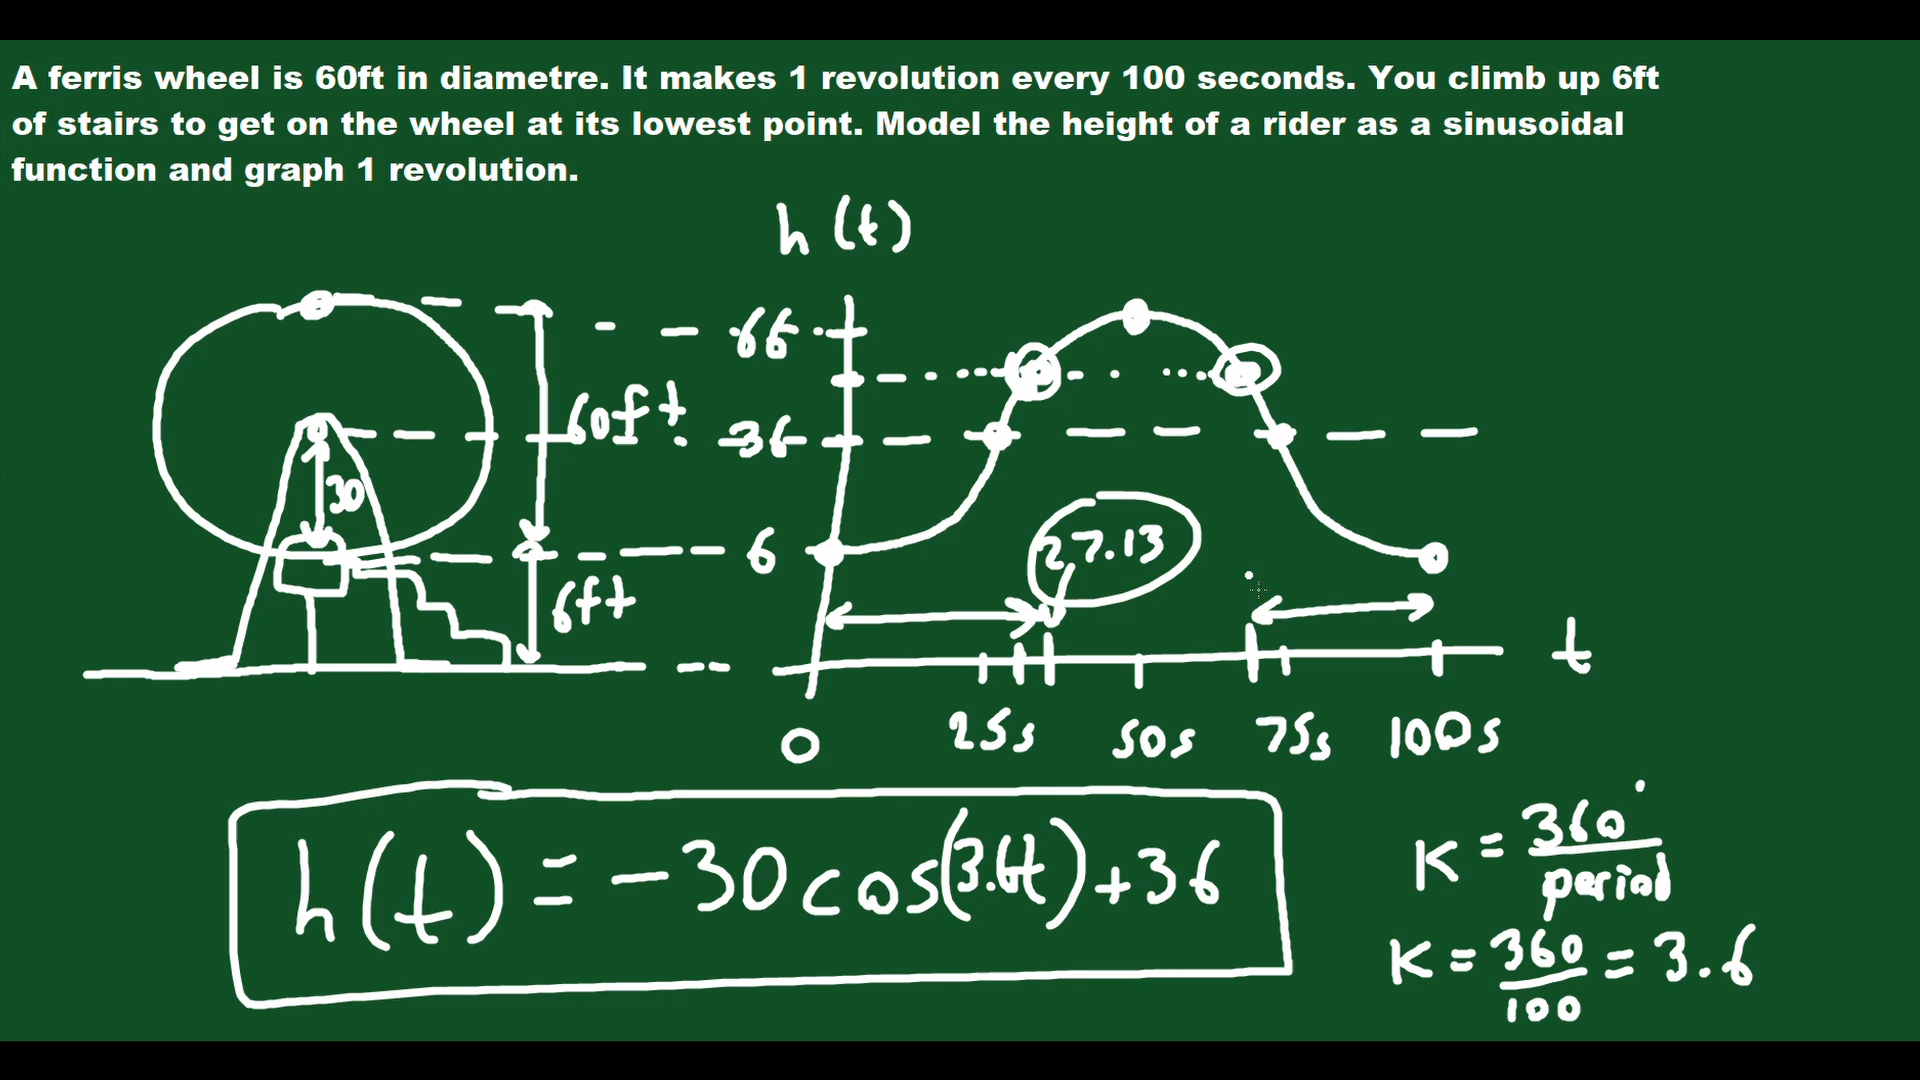 A ferris wheel is 60ft in diametre. It makes 1 revolution every 100 seconds. You climb up 6ft
of stairs to get on the wheel at its lowest point. Model the height of a rider as a sinusoidal
function and graph 1 revolution.
h(t)
66
60ft
36
30
6
27.13
6ft
t
0 25s 50s 75s 100s
h(t) = -30cos(3.6t)+36
K = 360°/period
K = 360/100 = 3.6